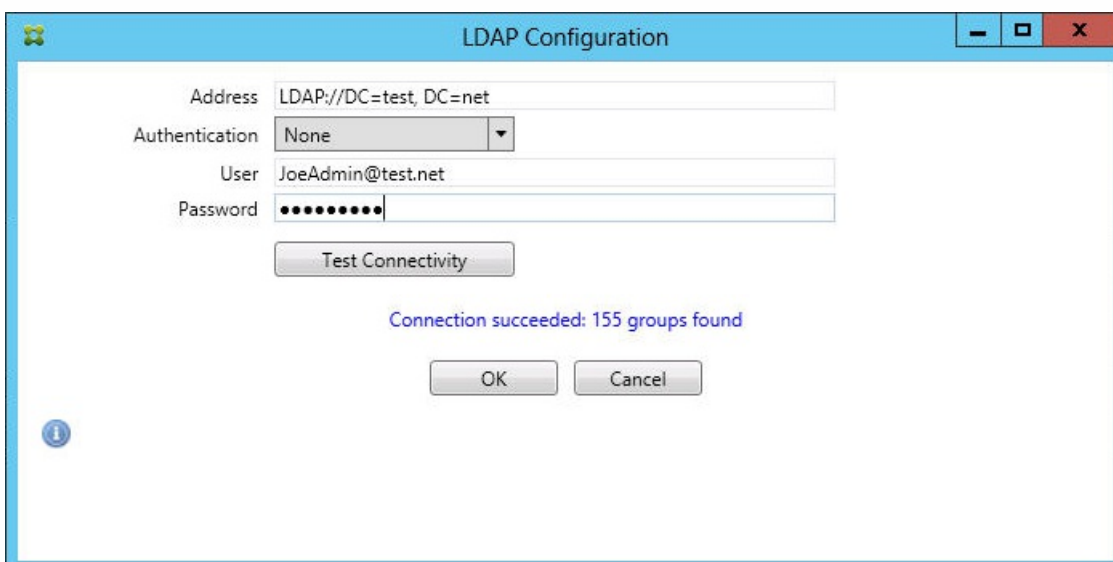 LDAP Configuration
Address LDAP://DC=test, DC=net
Authentication None
User JoeAdmin@test.net
Password ●●●●●●●●●
Test Connectivity
Connection succeeded: 155 groups found
OK Cancel